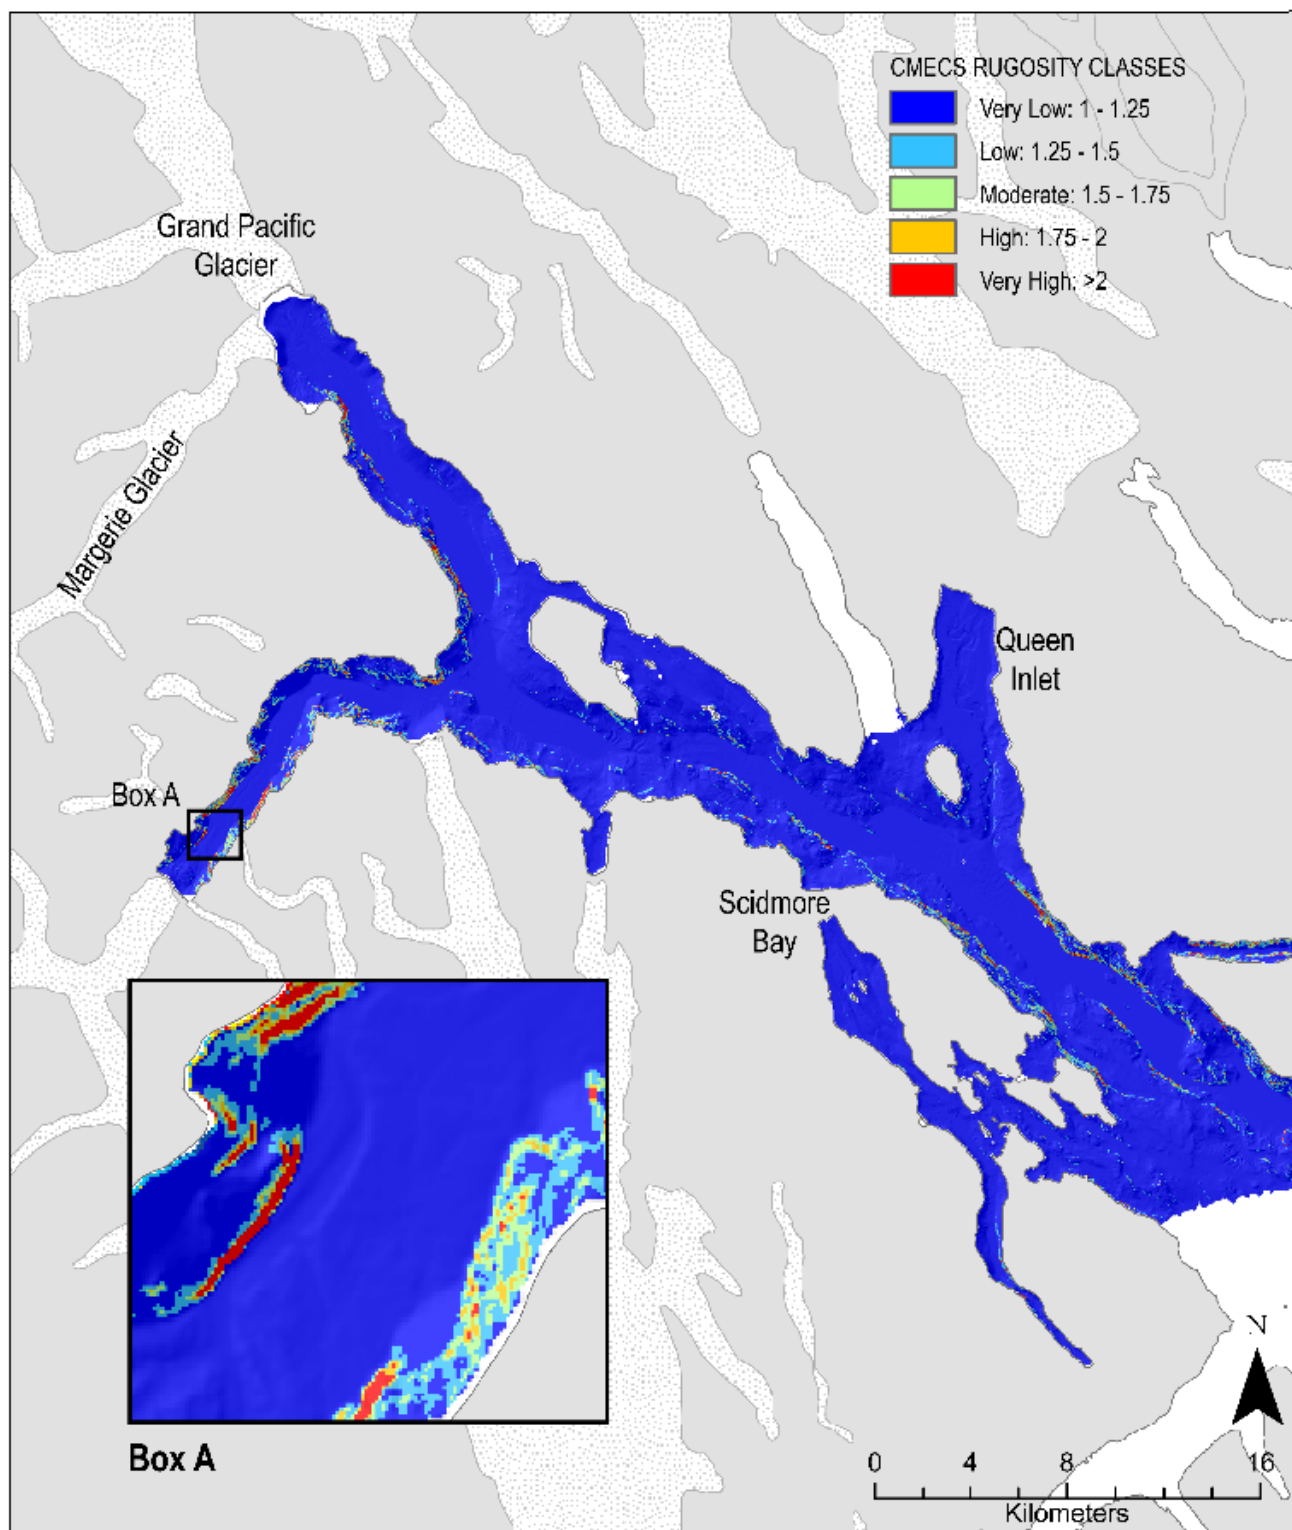 CMECS RUGOSITY CLASSES
Very Low: 1 - 1.25
Low: 1.25 - 1.5
Moderate: 1.5 - 1.75
High: 1.75 - 2
Very High: >2
Grand Pacific
Glacier
Margerie Glacier
Queen
Inlet
Box A
Scidmore
Bay
Box A
N
0 4 8 16
Kilometers